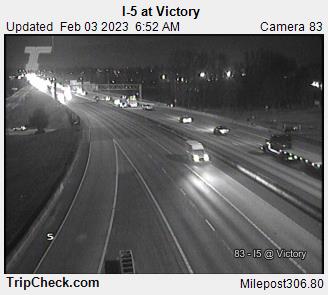 I-5 at Victory
Updated Feb 03 2023 6:52 AM Camera 83
S
83 - I5 @ Victory
TripCheck.com Milepost306.80